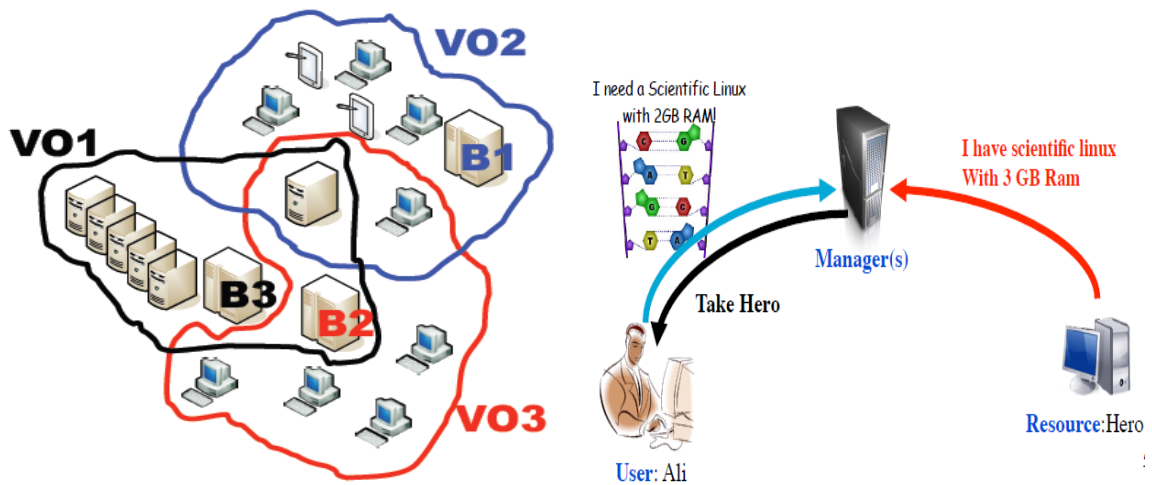 VO2
VO1
B1
B3
B2
VO3
I need a Scientific Linux
with 2GB RAM!
C G
A T
G C
T A
I have scientific linux
With 3 GB Ram
Manager(s)
Take Hero
User: Ali
Resource:Hero